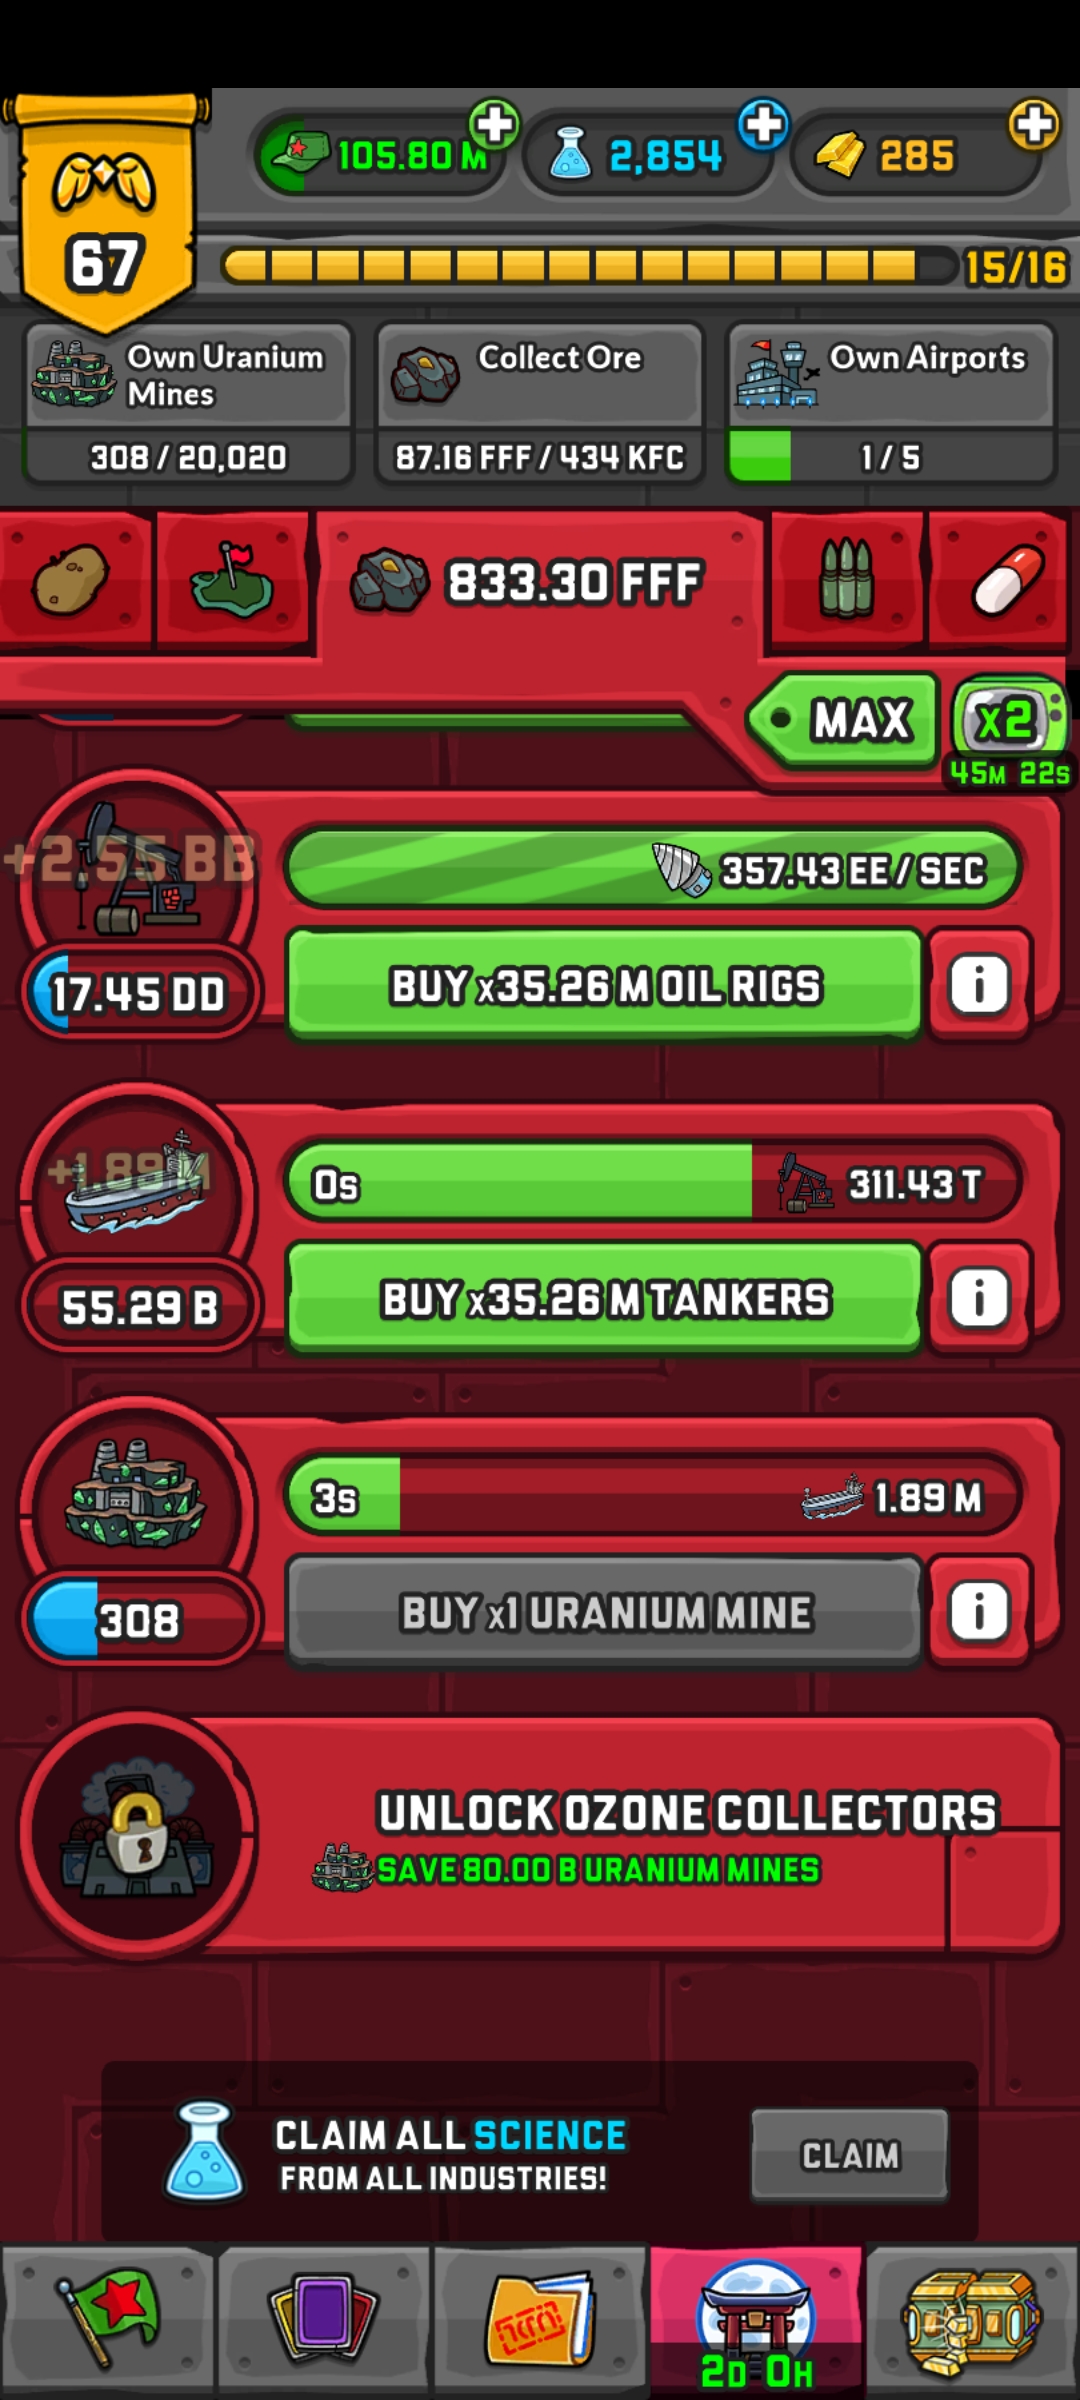 105.80 M
2,854
285
67
15/16
Own Uranium
Mines
308 / 20,020
Collect Ore
87.16 FFF / 434 KFC
Own Airports
1 / 5
833.30 FFF
MAX
x2
45M 22S
+2.55 BB
357.43 EE / SEC
17.45 DD
BUY x35.26 M OIL RIGS
i
+1.89 M
0s
311.43 T
55.29 B
BUY x35.26 M TANKERS
i
3s
1.89 M
308
BUY x1 URANIUM MINE
i
UNLOCK OZONE COLLECTORS
SAVE 80.00 B URANIUM MINES
CLAIM ALL SCIENCE
FROM ALL INDUSTRIES!
CLAIM
2D 0H